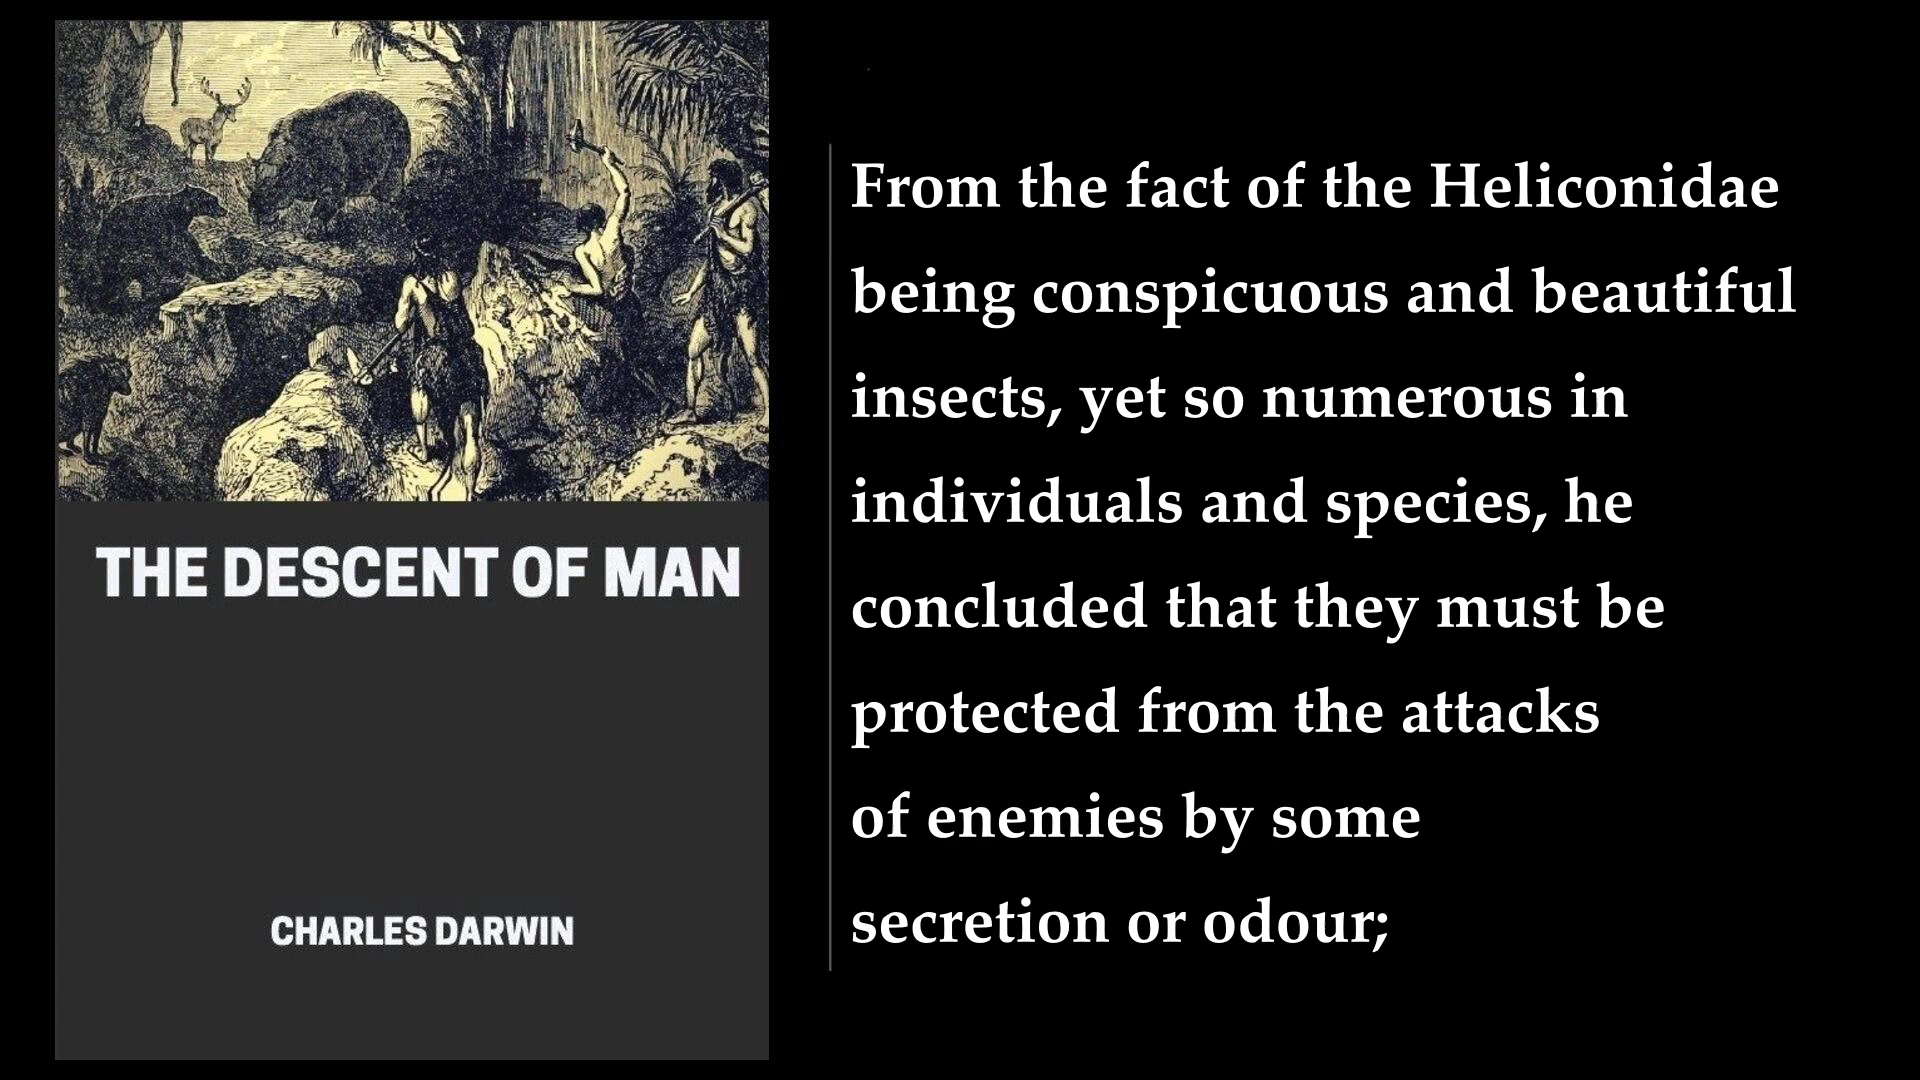 THE DESCENT OF MAN
CHARLES DARWIN
From the fact of the Heliconidae
being conspicuous and beautiful
insects, yet so numerous in
individuals and species, he
concluded that they must be
protected from the attacks
of enemies by some
secretion or odour;